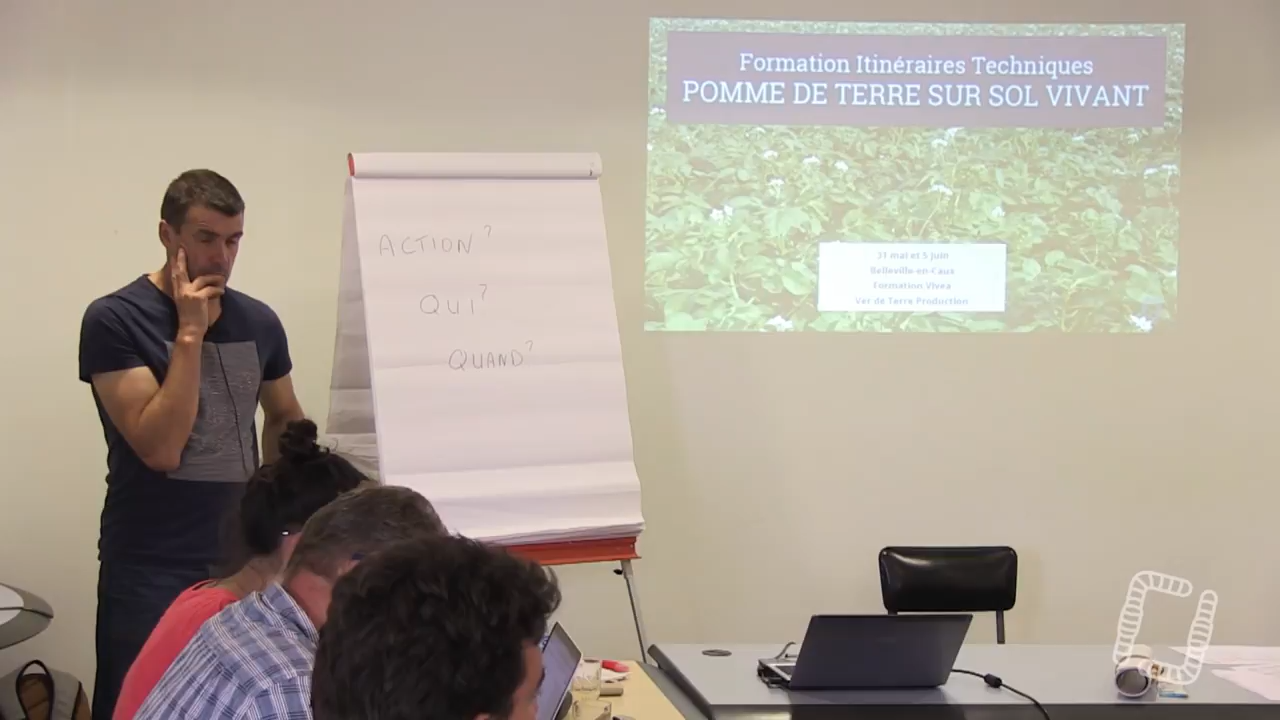 Formation Itinéraires Techniques
POMME DE TERRE SUR SOL VIVANT
31 mai et 5 juin
Belleville-en-Caux
Formation Vivea
Ver de Terre Production
ACTION ?
QUI ?
QUAND ?